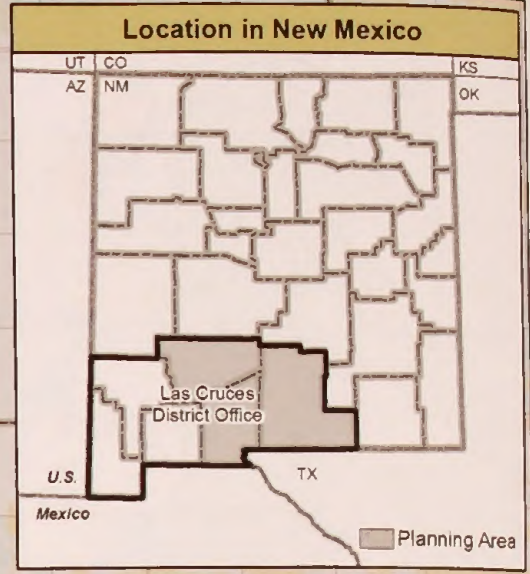 Location in New Mexico
UT CO
KS
AZ NM
OK
Las Cruces
District Office
U.S.
TX
Mexico
Planning Area